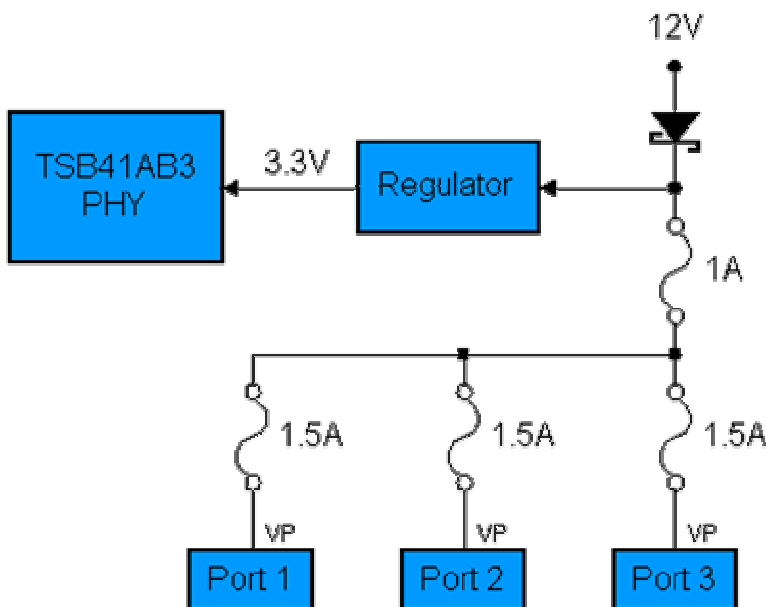 12V
TSB41AB3
PHY
3.3V
Regulator
1A
1.5A
1.5A
1.5A
VP
VP
VP
Port 1
Port 2
Port 3